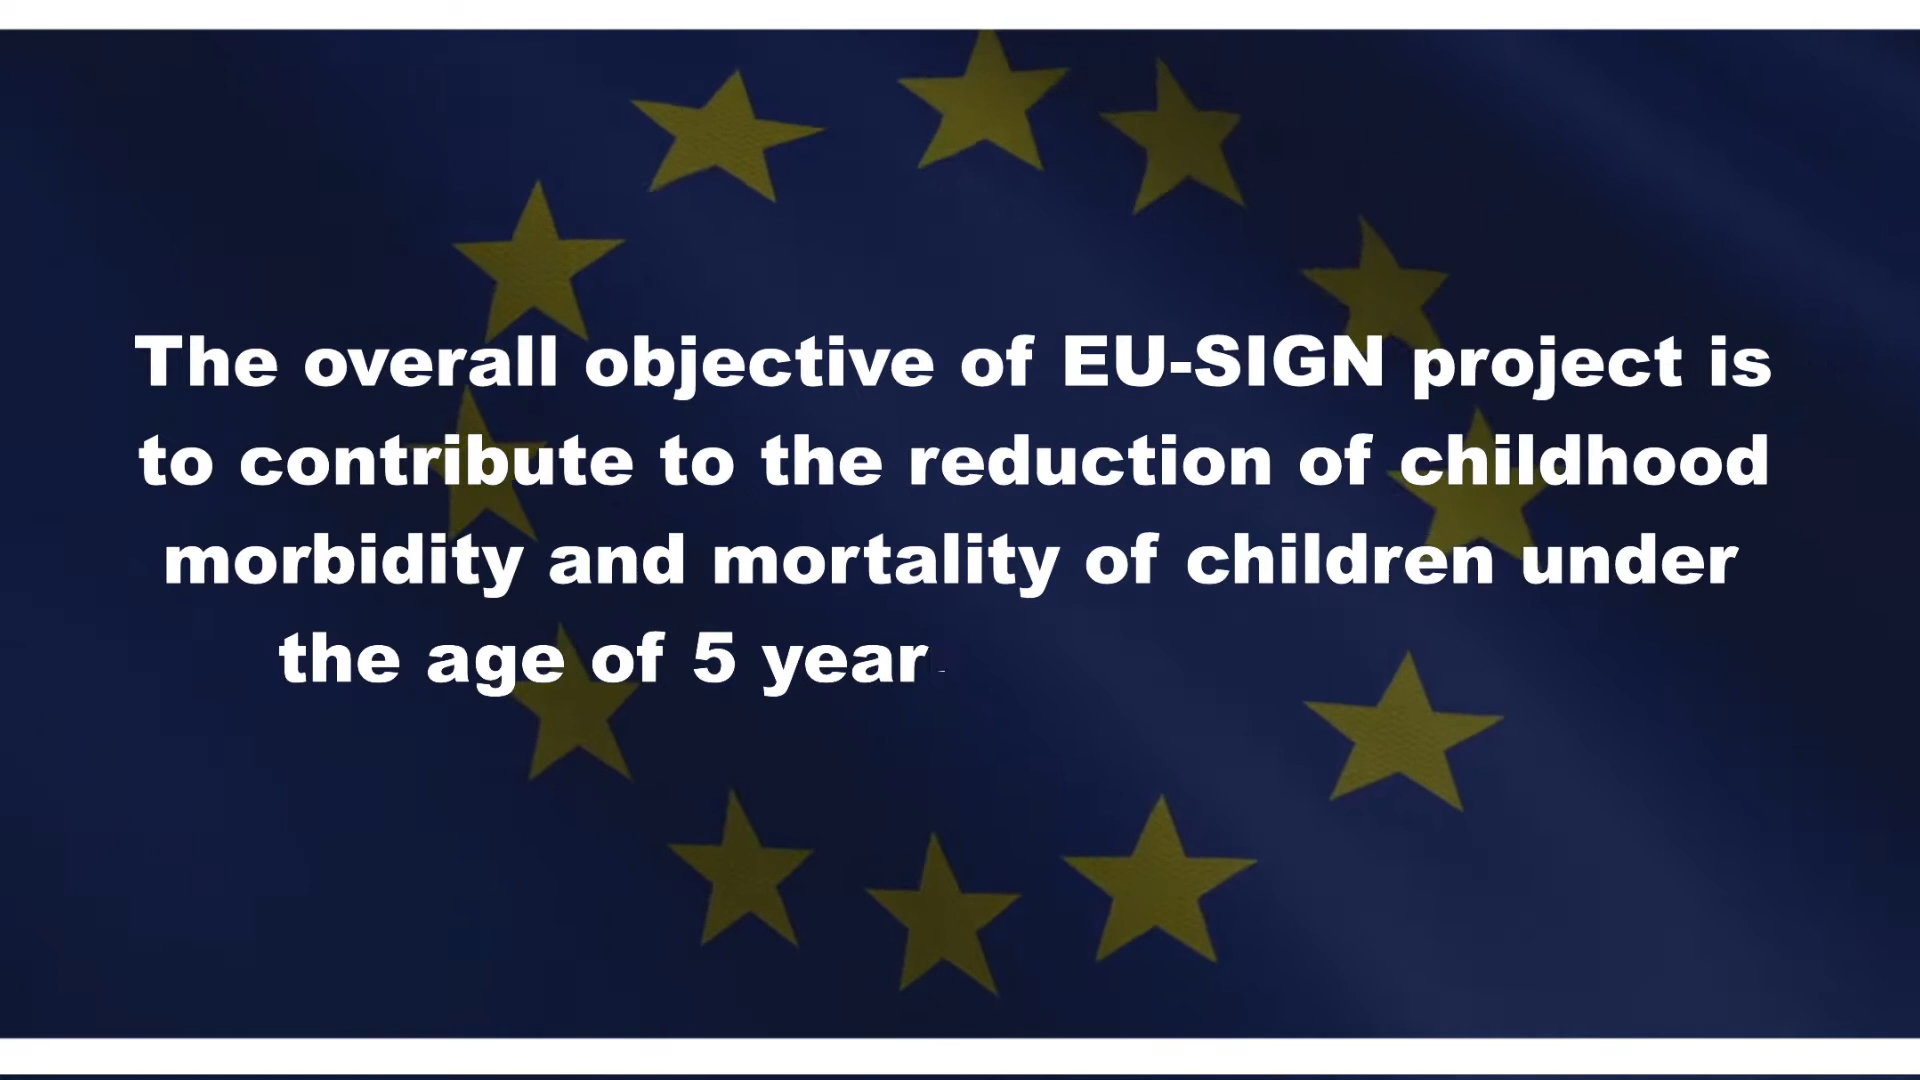 The overall objective of EU-SIGN project is
to contribute to the reduction of childhood
morbidity and mortality of children under
the age of 5 year